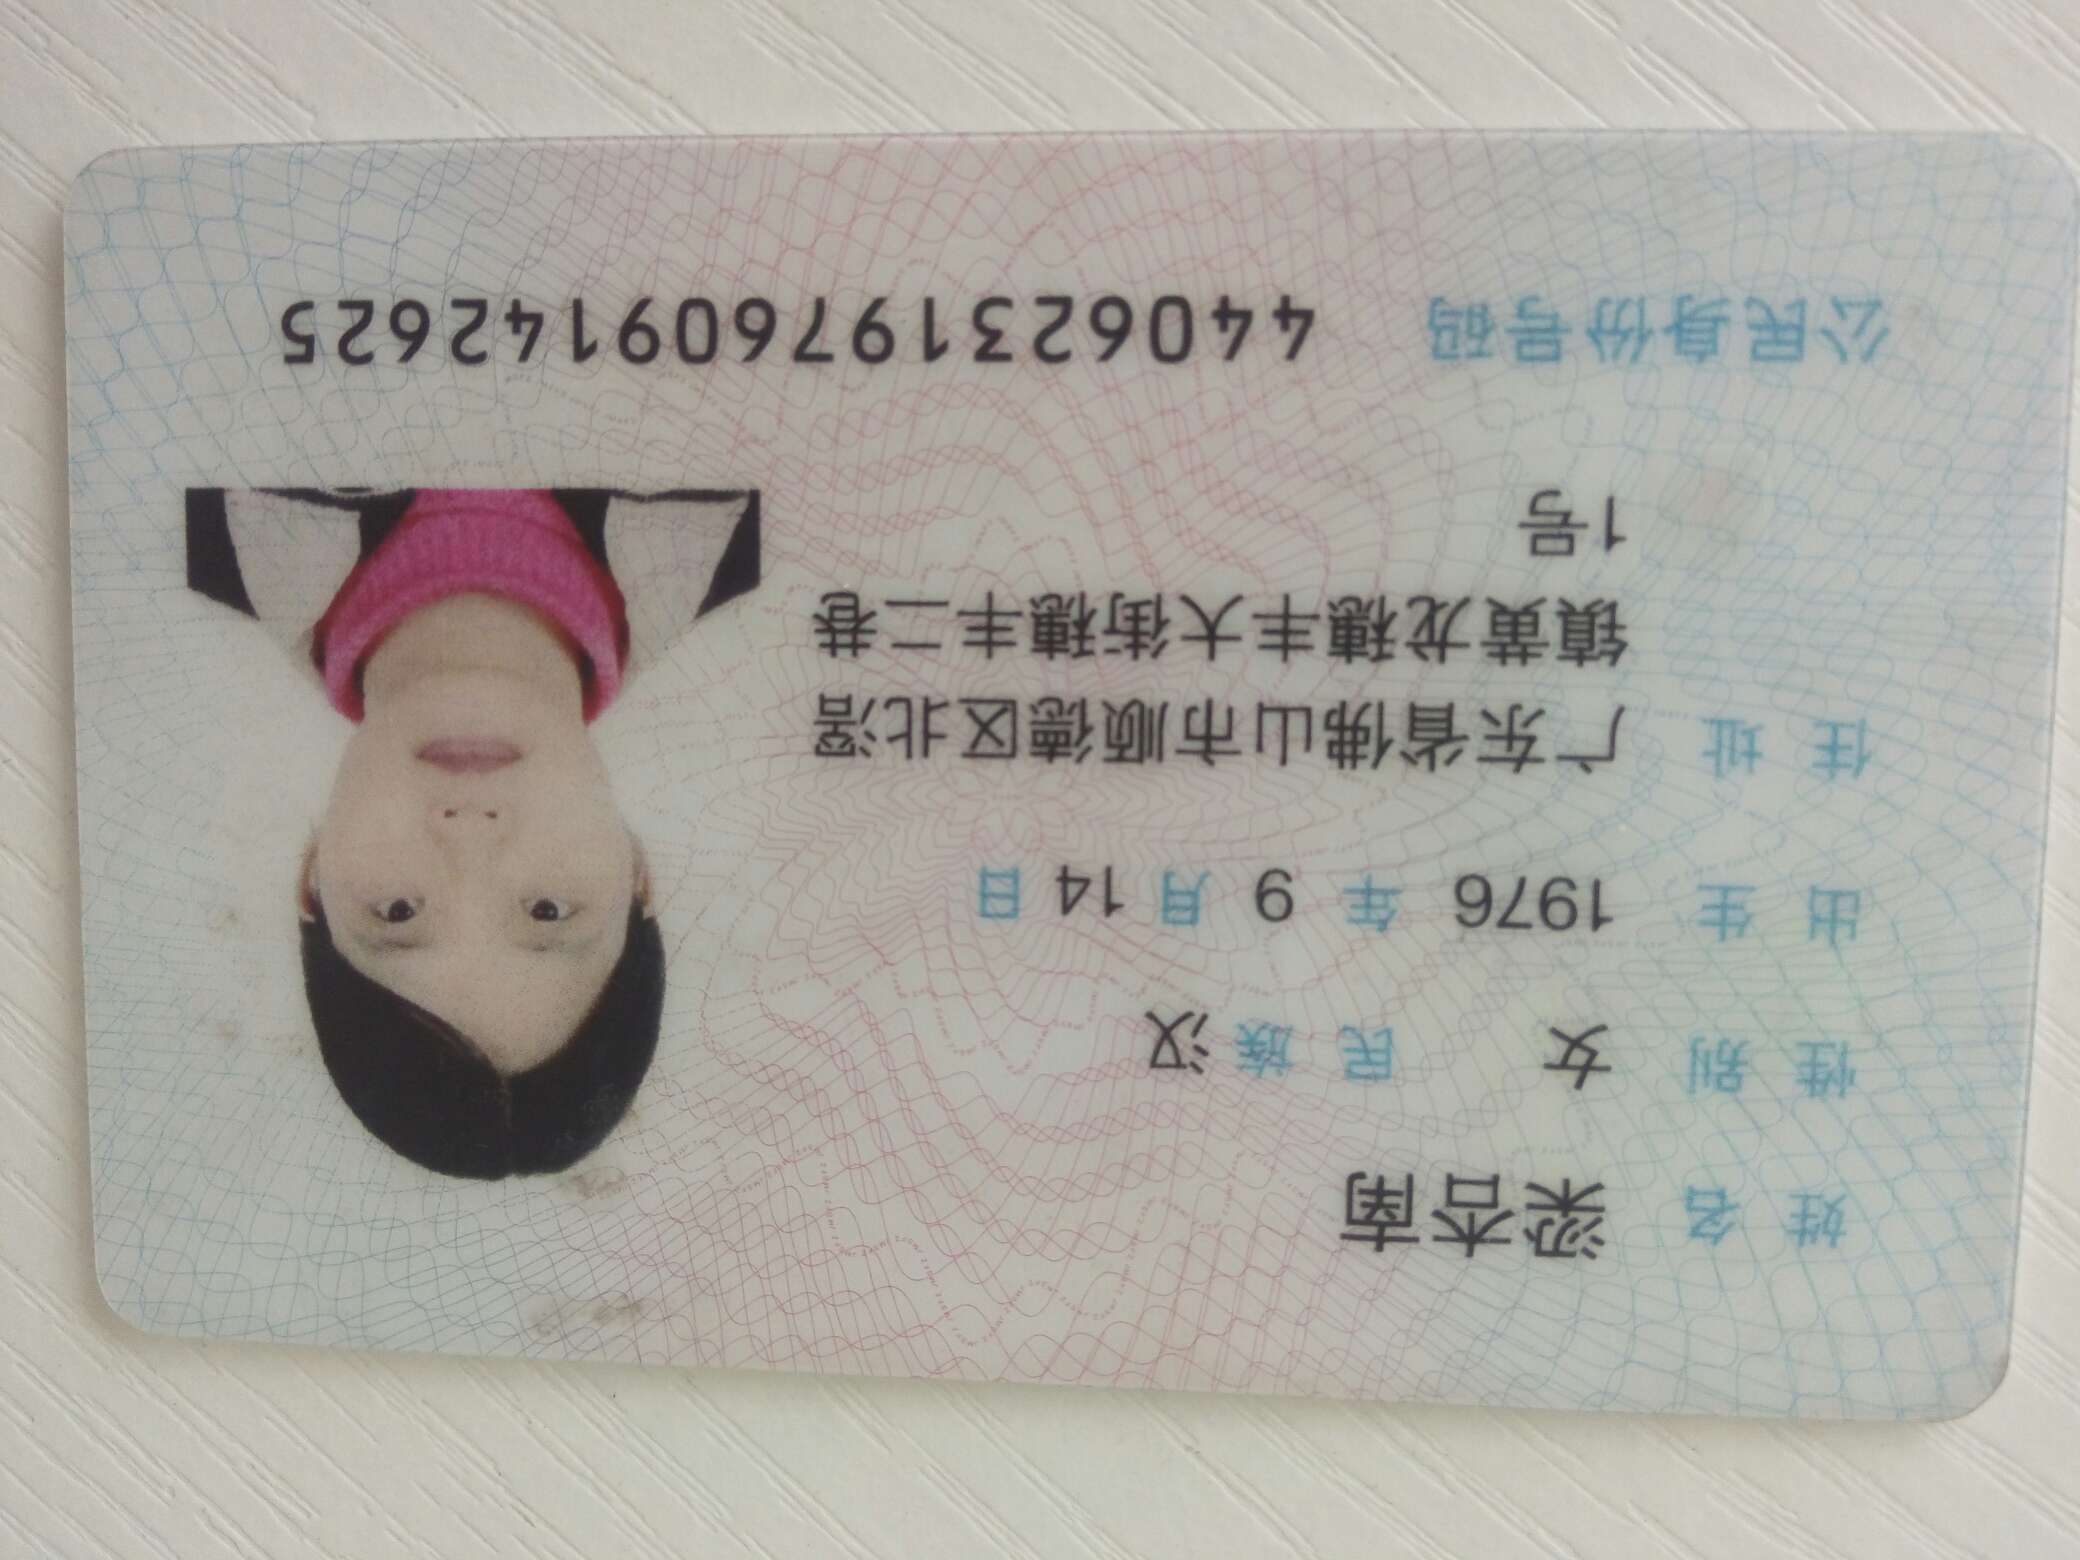 姓名 梁杏南
性别 女 民族 汉
出生 1976 年 9 月 14 日
住址 广东省佛山市顺德区北滘
镇黄龙穗丰大街穗丰二巷
1号
公民身份号码 440623197609142625